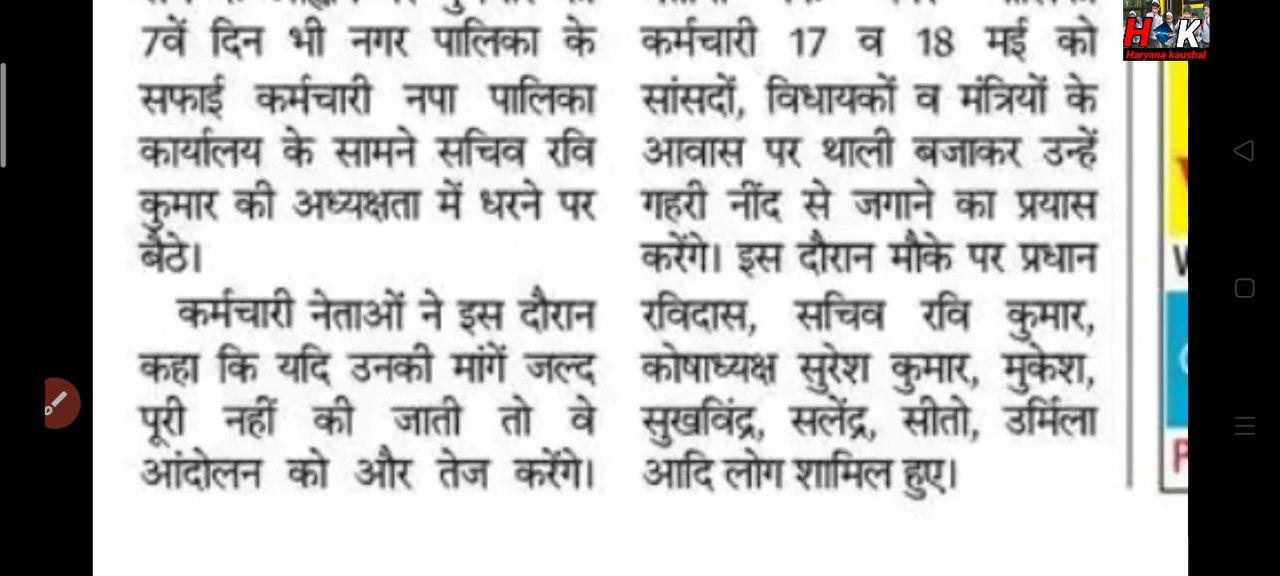 7वें दिन भी नगर पालिका के
सफाई कर्मचारी नपा पालिका
कार्यालय के सामने सचिव रवि
कुमार की अध्यक्षता में धरने पर
बैठे।
कर्मचारी नेताओं ने इस दौरान
कहा कि यदि उनकी मांगें जल्द
पूरी नहीं की जाती तो वे
आंदोलन को और तेज करेंगे।
कर्मचारी 17 व 18 मई को
सांसदों, विधायकों व मंत्रियों के
आवास पर थाली बजाकर उन्हें
गहरी नींद से जगाने का प्रयास
करेंगे। इस दौरान मौके पर प्रधान
रविदास, सचिव रवि कुमार,
कोषाध्यक्ष सुरेश कुमार, मुकेश,
सुखविंद्र, सलेंद्र, सीतो, उर्मिला
आदि लोग शामिल हुए।
H K
Haryana kaushal